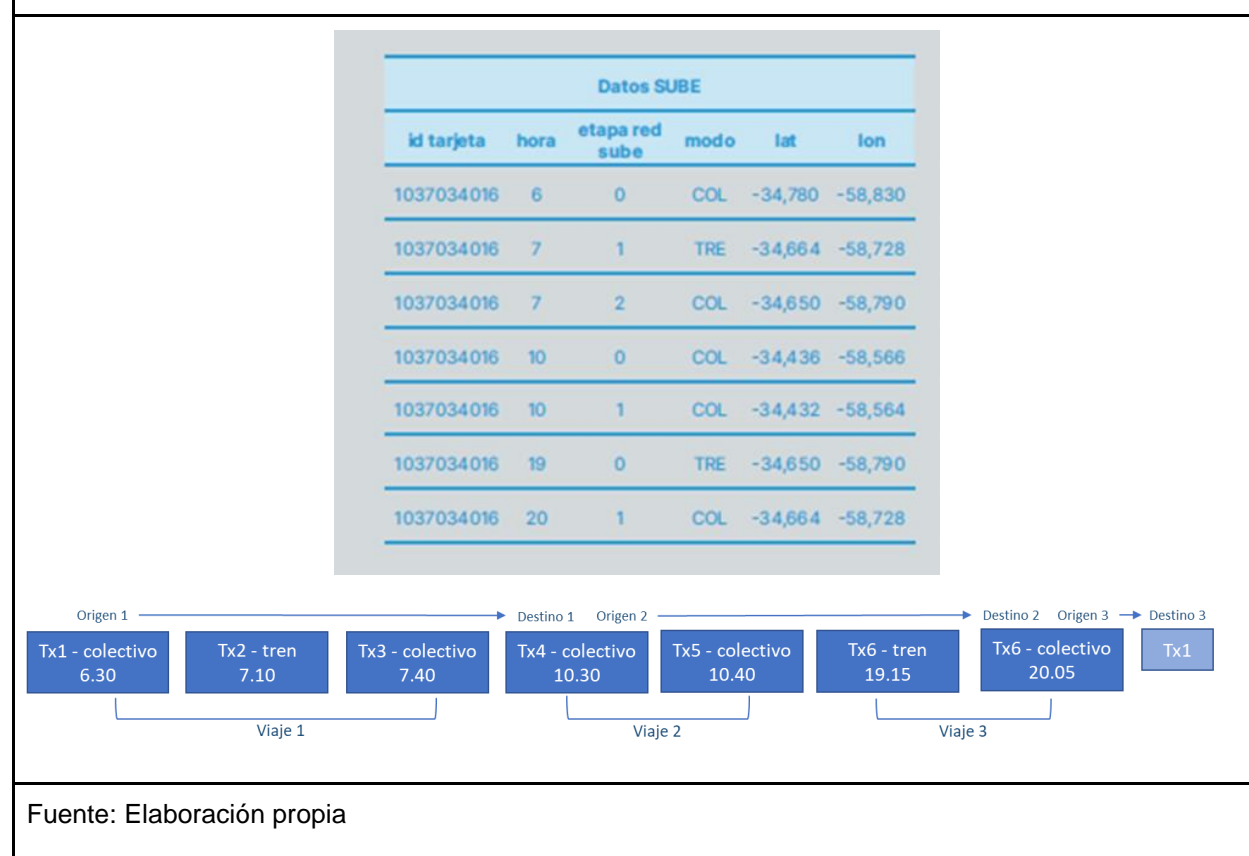 Datos SUBE
id tarjeta hora etapa red sube modo lat lon
1037034016 6 0 COL -34,780 -58,830
1037034016 7 1 TRE -34,664 -58,728
1037034016 7 2 COL -34,650 -58,790
1037034016 10 0 COL -34,436 -58,566
1037034016 10 1 COL -34,432 -58,564
1037034016 19 0 TRE -34,650 -58,790
1037034016 20 1 COL -34,664 -58,728
Origen 1 Destino 1 Origen 2 Destino 2 Origen 3 Destino 3
Tx1 - colectivo Tx2 - tren Tx3 - colectivo Tx4 - colectivo Tx5 - colectivo Tx6 - tren Tx6 - colectivo Tx1
6.30 7.10 7.40 10.30 10.40 19.15 20.05
Viaje 1 Viaje 2 Viaje 3
Fuente: Elaboración propia